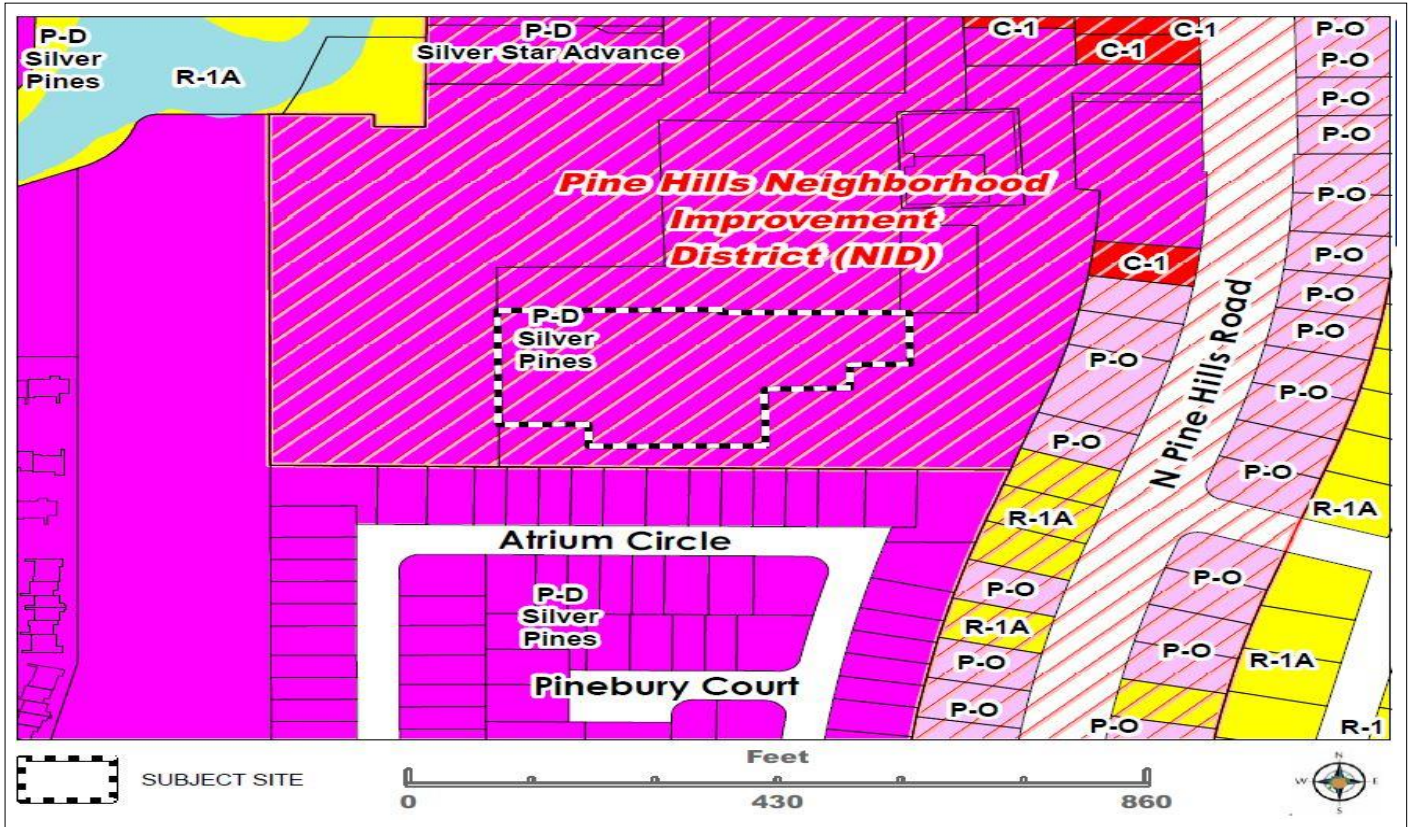 P-D
Silver
Pines
R-1A
P-D
Silver Star Advance
C-1
C-1
C-1
P-O
P-O
P-O
P-O
P-O
P-O
P-O
P-O
P-O
P-O
Pine Hills Neighborhood
Improvement
District (NID)
C-1
P-D
Silver
Pines
P-O
P-O
N Pine Hills Road
R-1A
R-1A
Atrium Circle
P-D
Silver
Pines
Pinebury Court
P-O
R-1A
P-O
P-O
P-O
P-O
P-O
R-1A
R-1
SUBJECT SITE
Feet
0
430
860
N
W
E
S